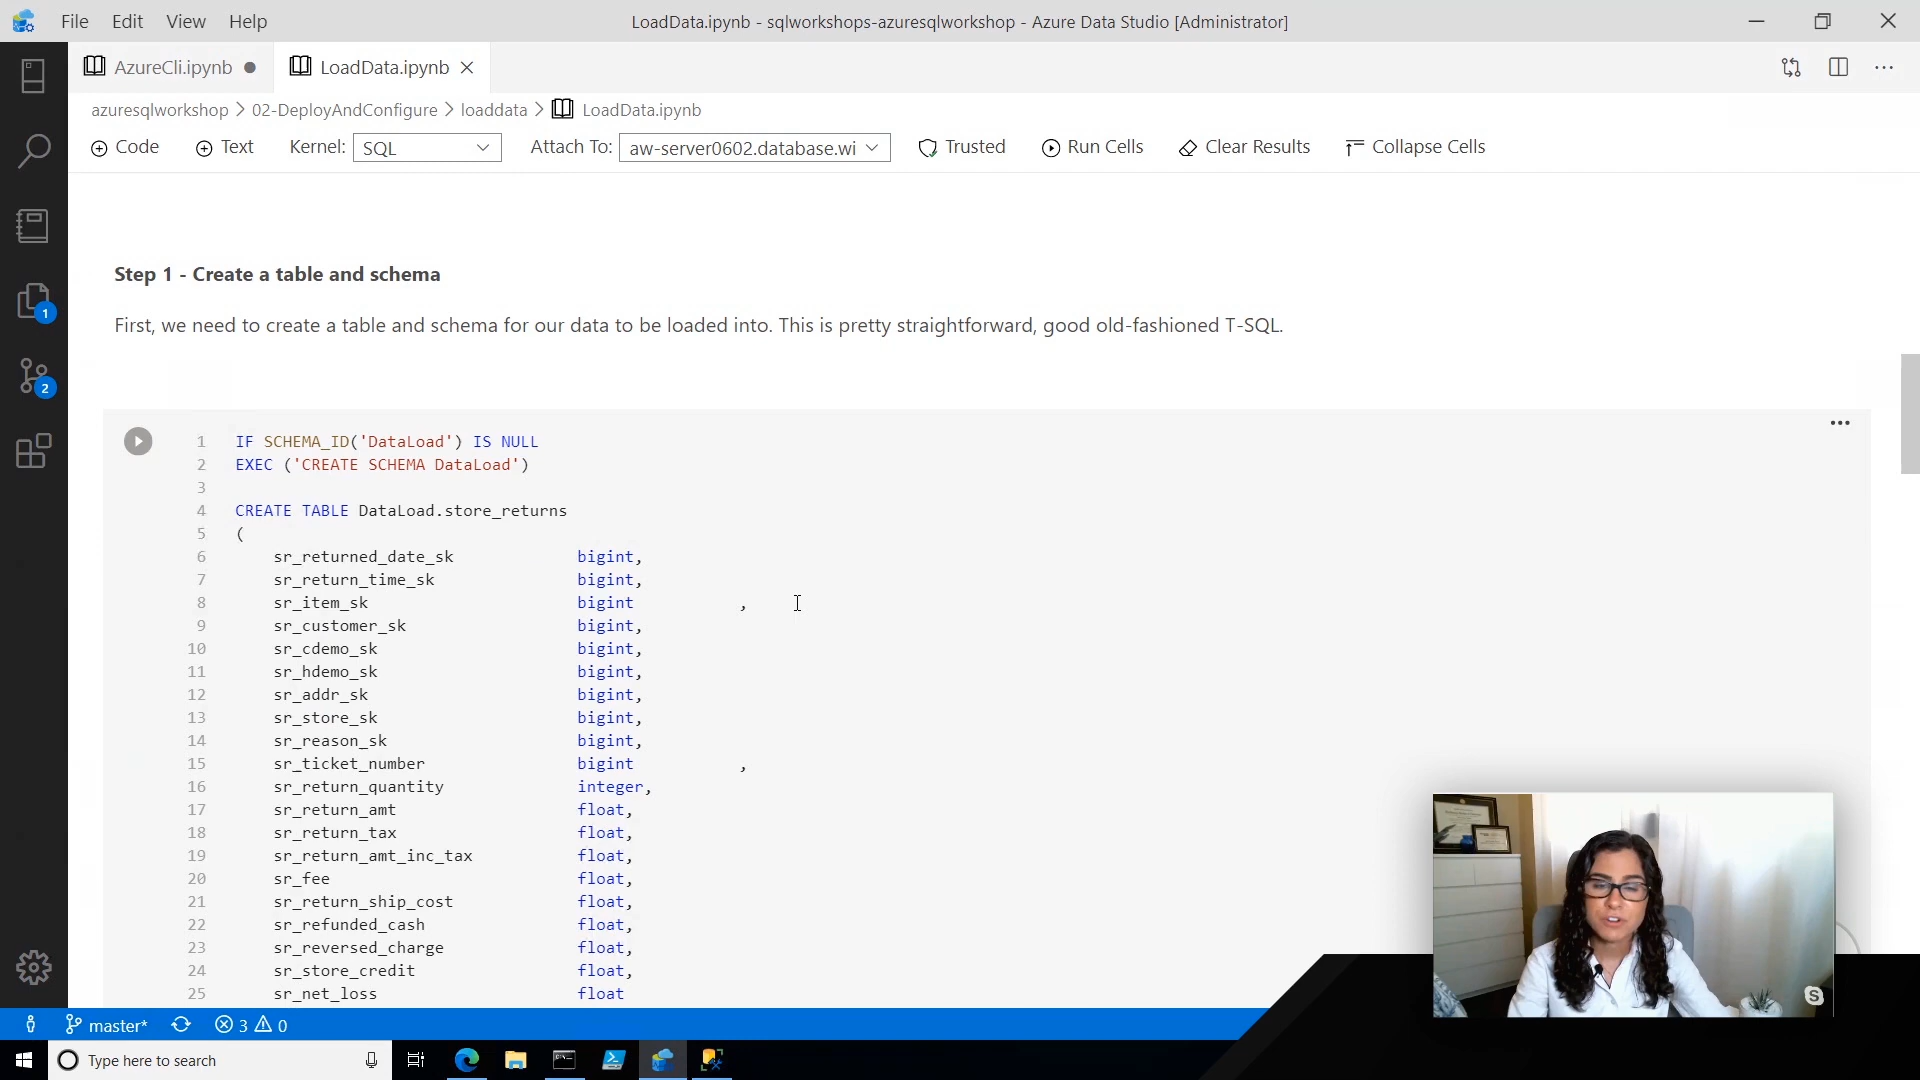 File Edit View Help
LoadData.ipynb - sqlworkshops-azuresqlworkshop - Azure Data Studio [Administrator]
AzureCli.ipynb
LoadData.ipynb
azuresqlworkshop > 02-DeployAndConfigure > loaddata > LoadData.ipynb
Code Text Kernel: SQL Attach To: aw-server0602.database.wi Trusted Run Cells Clear Results Collapse Cells
1
2
Step 1 - Create a table and schema
First, we need to create a table and schema for our data to be loaded into. This is pretty straightforward, good old-fashioned T-SQL.
1 IF SCHEMA_ID('DataLoad') IS NULL
2 EXEC ('CREATE SCHEMA DataLoad')
3
4 CREATE TABLE DataLoad.store_returns
5 (
6 sr_returned_date_sk bigint,
7 sr_return_time_sk bigint,
8 sr_item_sk bigint ,
9 sr_customer_sk bigint,
10 sr_cdemo_sk bigint,
11 sr_hdemo_sk bigint,
12 sr_addr_sk bigint,
13 sr_store_sk bigint,
14 sr_reason_sk bigint,
15 sr_ticket_number bigint ,
16 sr_return_quantity integer,
17 sr_return_amt float,
18 sr_return_tax float,
19 sr_return_amt_inc_tax float,
20 sr_fee float,
21 sr_return_ship_cost float,
22 sr_refunded_cash float,
23 sr_reversed_charge float,
24 sr_store_credit float,
25 sr_net_loss float
master* 3 0
Type here to search